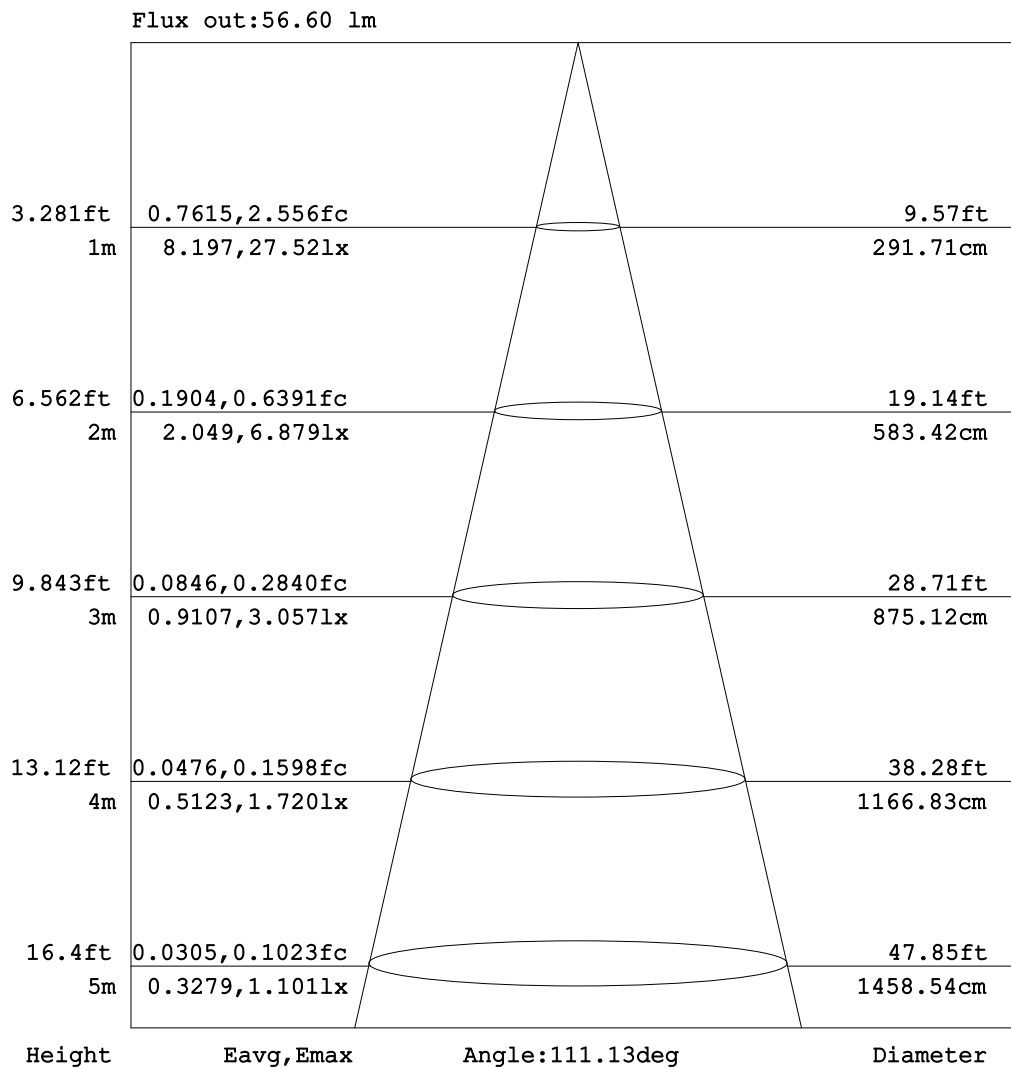 Flux out:56.60 lm
3.281ft 0.7615,2.556fc 9.57ft
1m 8.197,27.52lx 291.71cm
6.562ft 0.1904,0.6391fc 19.14ft
2m 2.049,6.879lx 583.42cm
9.843ft 0.0846,0.2840fc 28.71ft
3m 0.9107,3.057lx 875.12cm
13.12ft 0.0476,0.1598fc 38.28ft
4m 0.5123,1.720lx 1166.83cm
16.4ft 0.0305,0.1023fc 47.85ft
5m 0.3279,1.101lx 1458.54cm
Height Eavg,Emax Angle:111.13deg Diameter